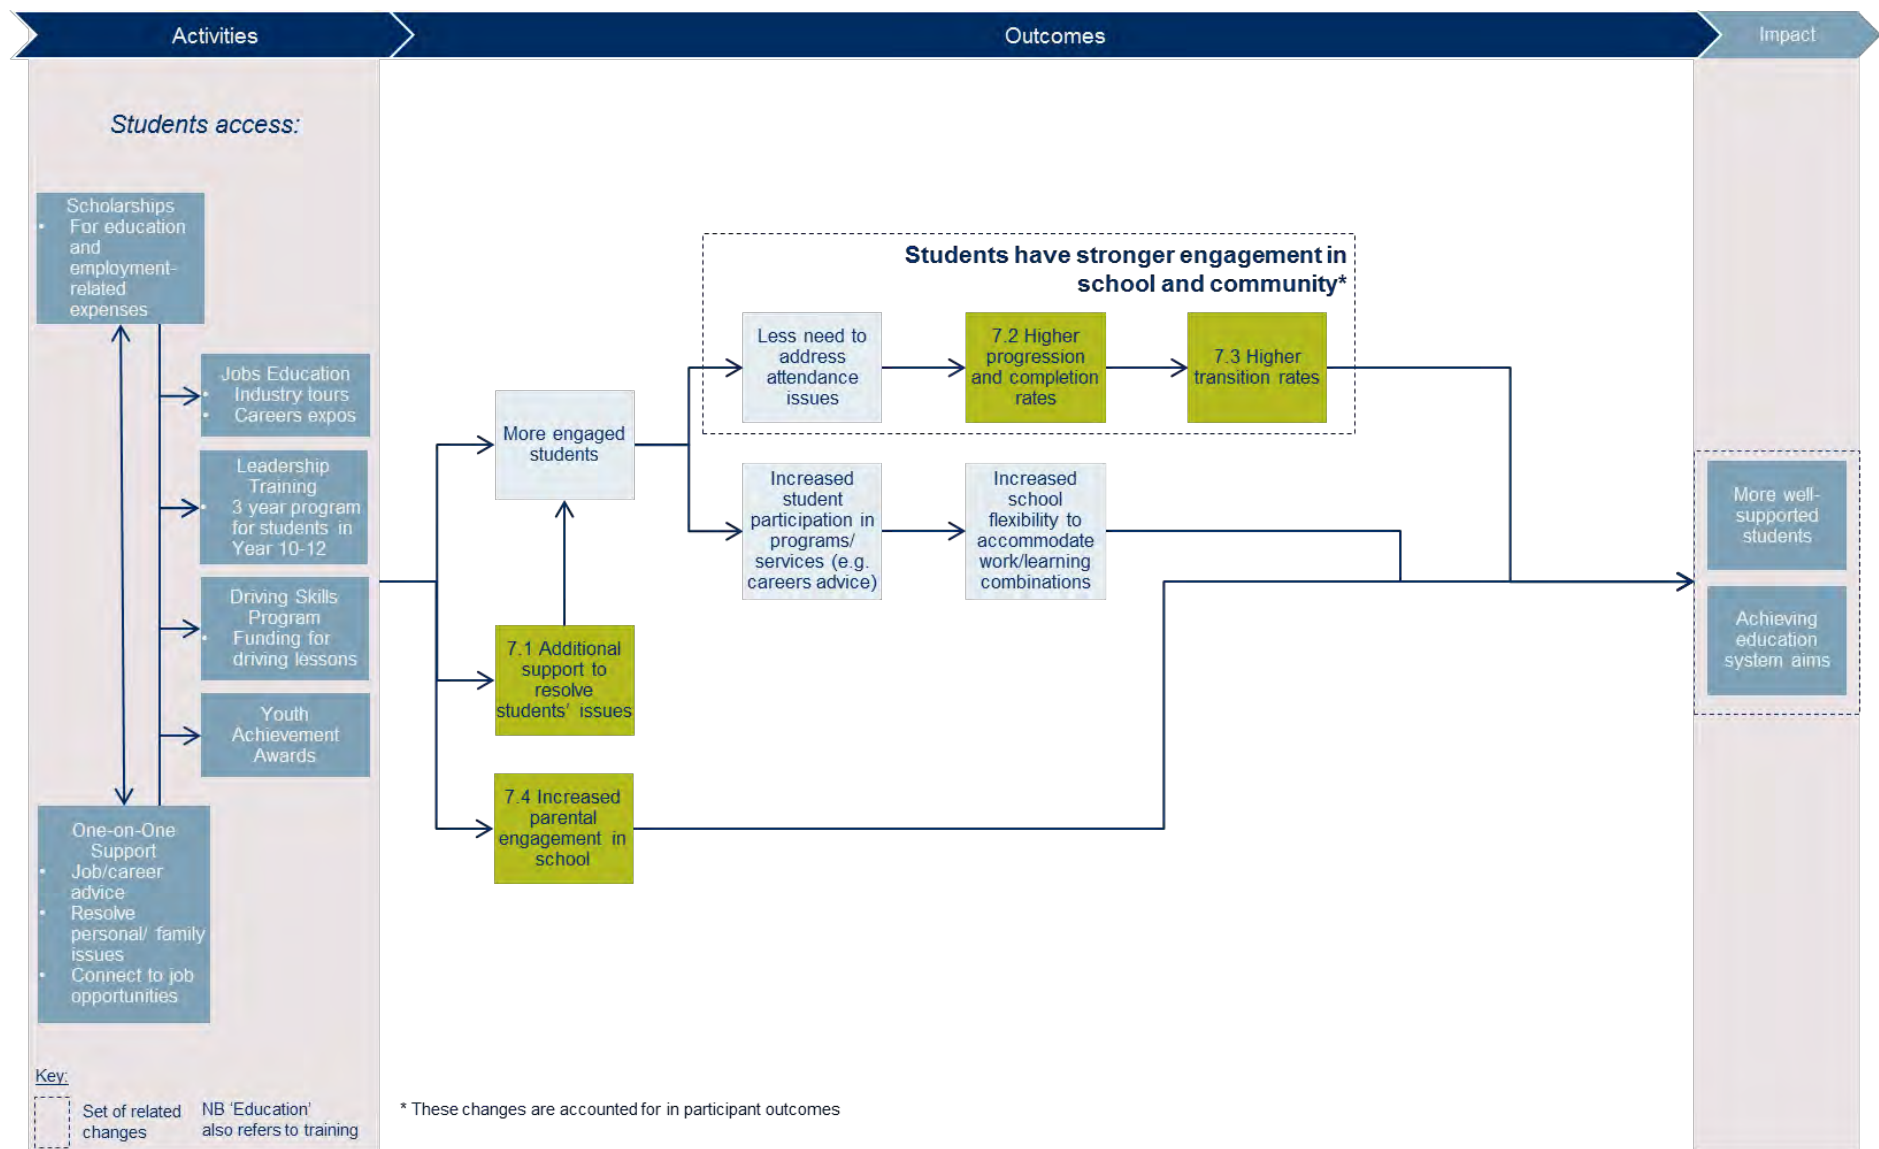 Activities
Outcomes
Impact
Students access:
Scholarships
• For education
and
employment-
related
expenses
Jobs Education
• Industry tours
• Careers expos
Leadership
Training
• 3 year program
for students in
Year 10-12
Driving Skills
Program
• Funding for
driving lessons
Youth
Achievement
Awards
One-on-One
Support
• Job/career
advice
• Resolve
personal/ family
issues
• Connect to job
opportunities
More engaged
students
7.1 Additional
support to
resolve
students’ issues
7.4 Increased
parental
engagement in
school
Students have stronger engagement in
school and community*
Less need to
address
attendance
issues
7.2 Higher
progression
and completion
rates
7.3 Higher
transition rates
Increased
student
participation in
programs/
services (e.g.
careers advice)
Increased
school
flexibility to
accommodate
work/learning
combinations
More well-
supported
students
Achieving
education
system aims
Key:
Set of related
changes
NB ‘Education’
also refers to training
* These changes are accounted for in participant outcomes